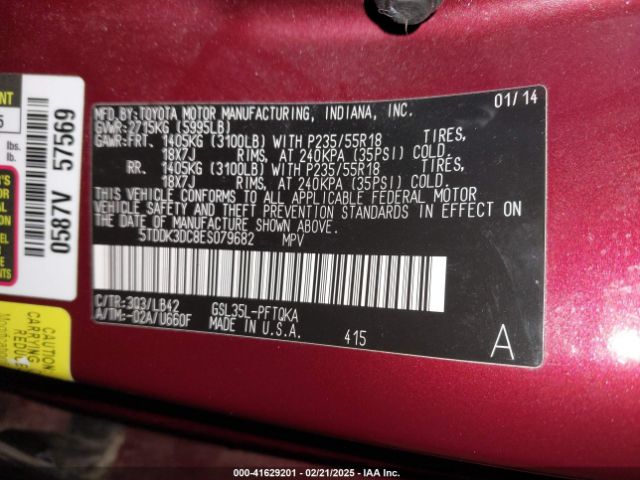 MFD.BY: TOYOTA MOTOR MANUFACTURING, INDIANA, INC. 01/14
GVWR: 2715KG (5995LB)
GAWR: FRT. 1405KG (3100LB) WITH P235/55R18 TIRES,
18X7J RIMS, AT 240KPA (35PSI) COLD.
RR. 1405KG (3100LB) WITH P235/55R18 TIRES,
18X7J RIMS, AT 240KPA (35PSI) COLD.
THIS VEHICLE CONFORMS TO ALL APPLICABLE FEDERAL MOTOR
VEHICLE SAFETY AND THEFT PREVENTION STANDARDS IN EFFECT ON
THE DATE OF MANUFACTURE SHOWN ABOVE.
5TDDK3DC8ES079682 MPV
C/TR: 3Q3/LB42 GSL35L-PFTQKA
A/TM: -02A/U660F MADE IN U.S.A. 415
A
0587V 57569
lbs.
lb.
CAUTION
CARRYING
REDUCE
000-41629201 - 02/21/2025 - IAA Inc.